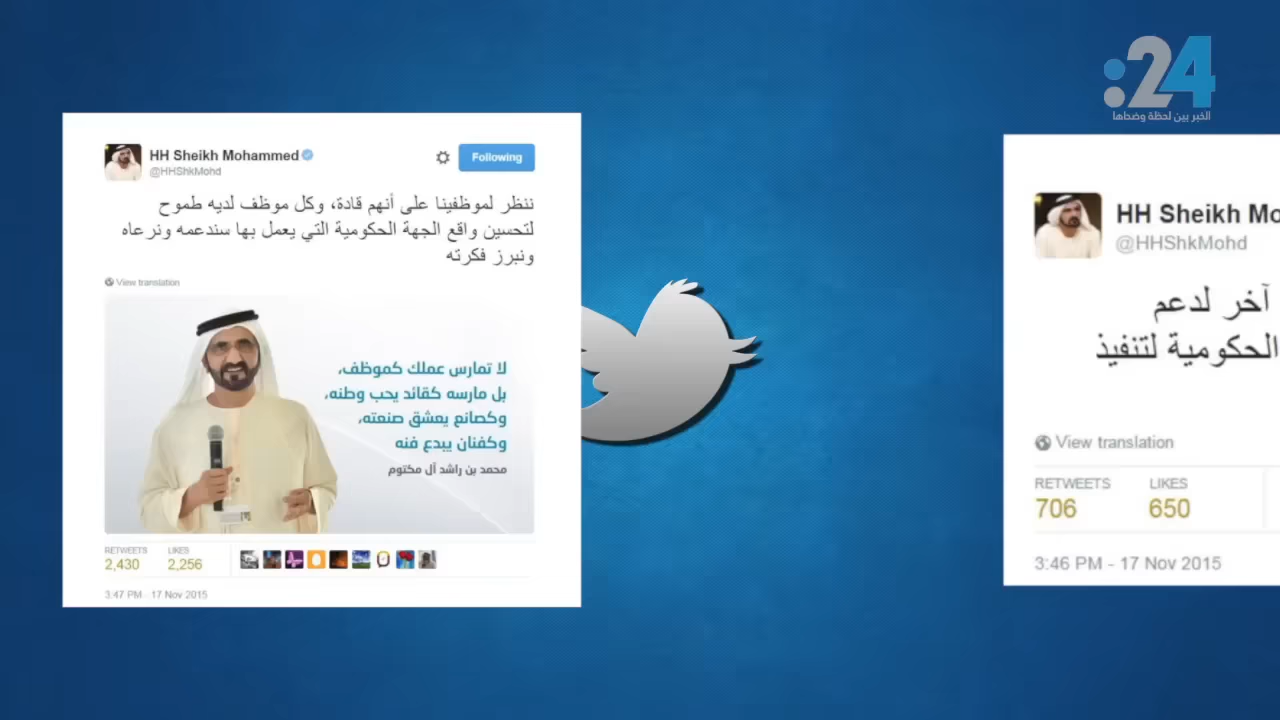 :24
الخبر بين لحظة وضحاها
HH Sheikh Mohammed
@HHShkMohd
Following
ننظر لموظفينا على أنهم قادة، وكل موظف لديه طموح
لتحسين واقع الجهة الحكومية التي يعمل بها سندعمه ونرعاه
ونبرز فكرته
View translation
لا تمارس عملك كموظف،
بل مارسه كقائد يحب وطنه،
وكصانع يعشق صنعته،
وكفنان يبدع فنه
محمد بن راشد آل مكتوم
RETWEETS LIKES
2,430 2,256
3:47 PM - 17 Nov 2015
HH Sheikh Mo
@HHShkMohd
آخر لدعم
الحكومية لتنفيذ
View translation
RETWEETS LIKES
706 650
3:46 PM - 17 Nov 2015